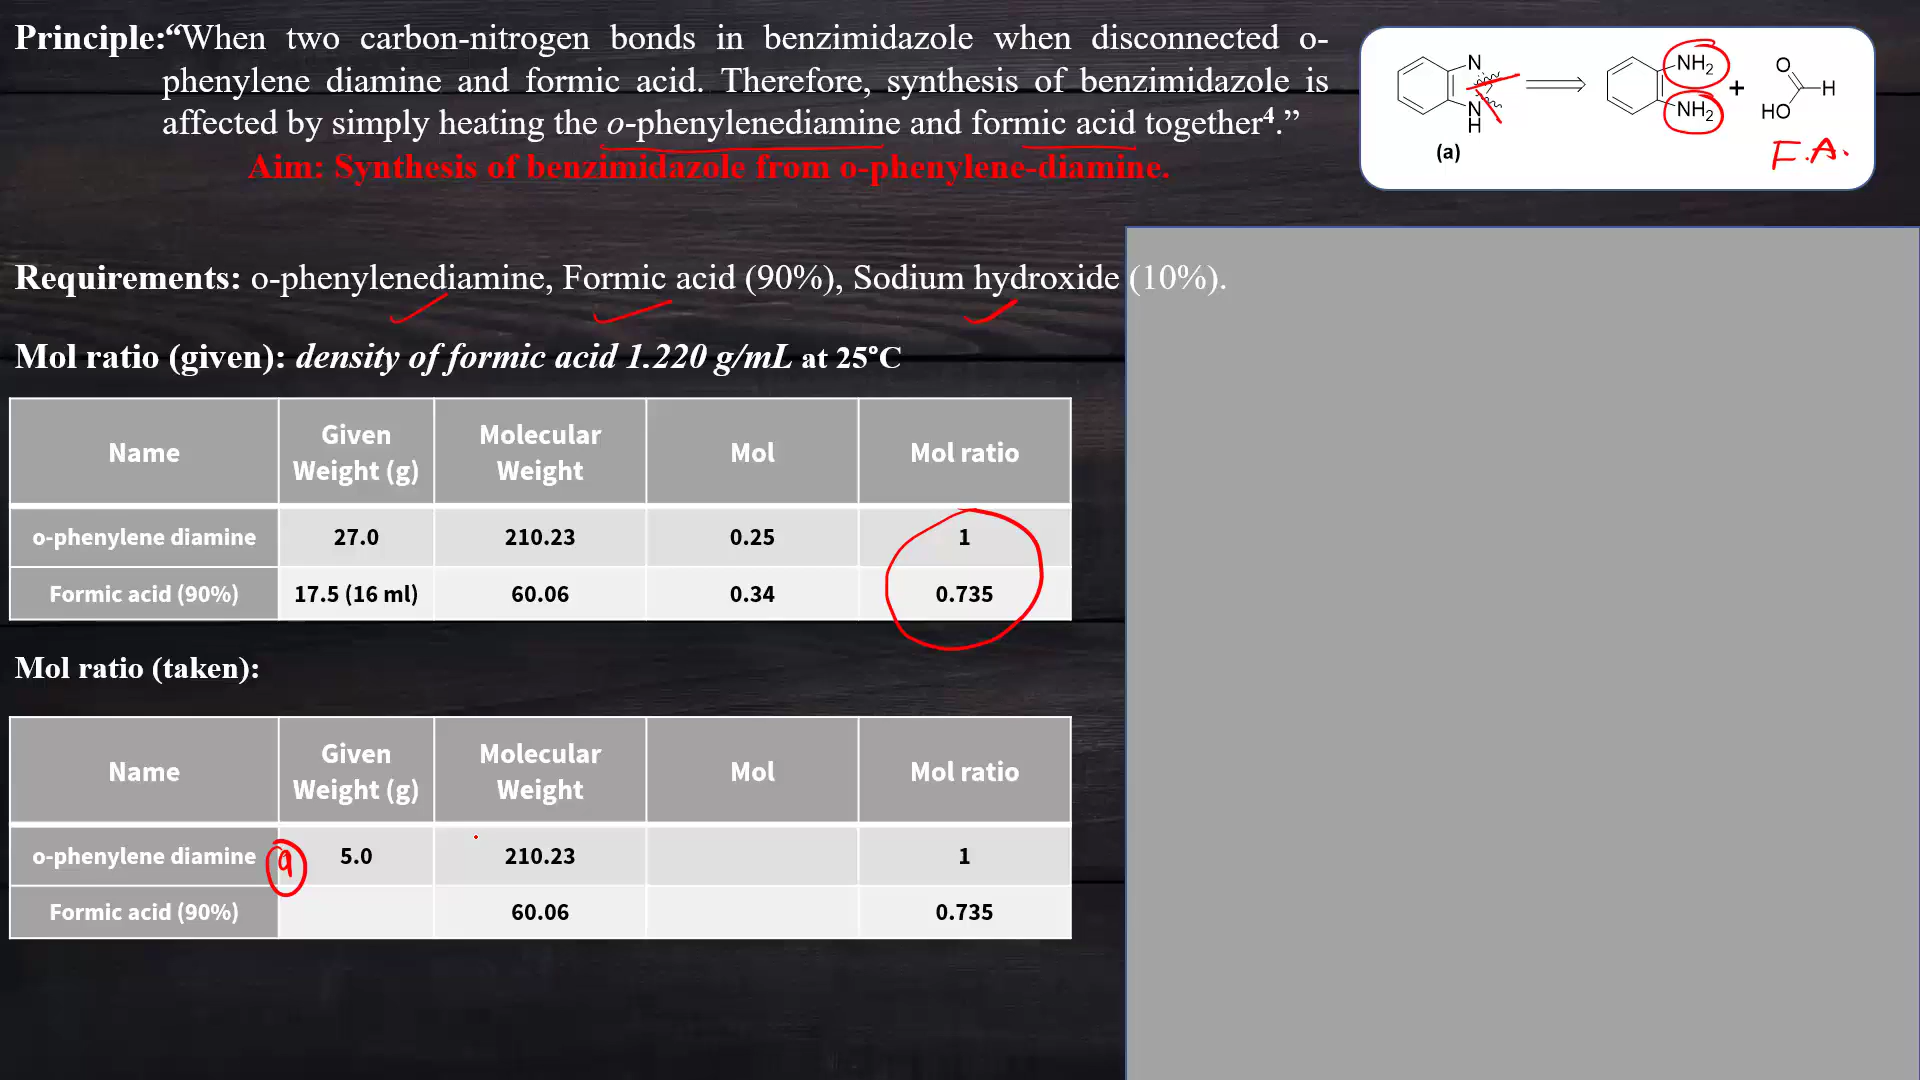 Principle:“When two carbon-nitrogen bonds in benzimidazole when disconnected o-
phenylene diamine and formic acid. Therefore, synthesis of benzimidazole is
affected by simply heating the o-phenylenediamine and formic acid together⁴.”
Aim: Synthesis of benzimidazole from o-phenylene-diamine.
N
N
H
(a)
NH2
NH2
+
O
H
HO
F.A.
Requirements: o-phenylenediamine, Formic acid (90%), Sodium hydroxide (10%).
Mol ratio (given): density of formic acid 1.220 g/mL at 25°C
Name Given Weight (g) Molecular Weight Mol Mol ratio
o-phenylene diamine 27.0 210.23 0.25 1
Formic acid (90%) 17.5 (16 ml) 60.06 0.34 0.735
Mol ratio (taken):
Name Given Weight (g) Molecular Weight Mol Mol ratio
o-phenylene diamine 5.0 210.23 1
Formic acid (90%) 60.06 0.735